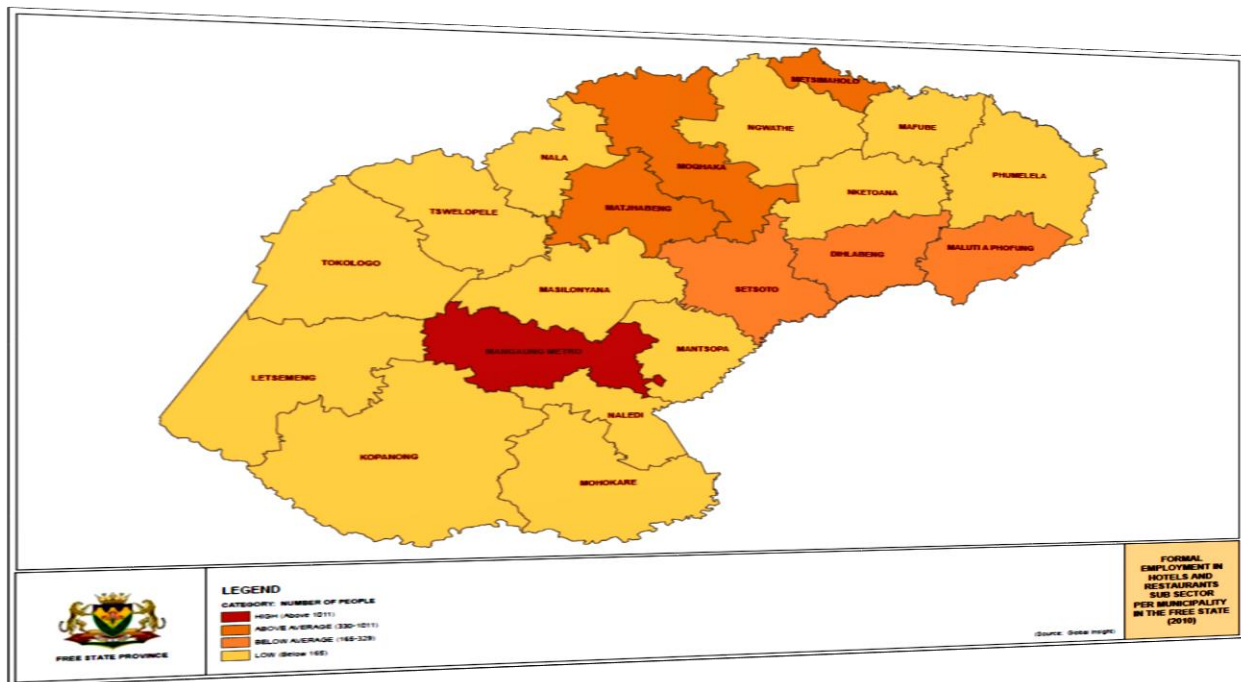 METSIMAHOLO
NGWATHE
MAFUBE
NALA
MOQHAKA
PHUMELELA
NKETOANA
TSWELOPELE
MATJHABENG
MALUTI A PHOFUNG
DIHLABENG
TOKOLOGO
MASILONYANA
SETSOTO
MANGAUNG METRO
MANTSOPA
LETSEMENG
NALEDI
KOPANONG
MOHOKARE
FREE STATE PROVINCE
LEGEND
CATEGORY: NUMBER OF PEOPLE
HIGH (Above 1011)
ABOVE AVERAGE (330-1011)
BELOW AVERAGE (165-329)
LOW (Below 165)
(Source: Global Insight)
FORMAL
EMPLOYMENT IN
HOTELS AND
RESTAURANTS
SUB SECTOR
PER MUNICIPALITY
IN THE FREE STATE
(2010)